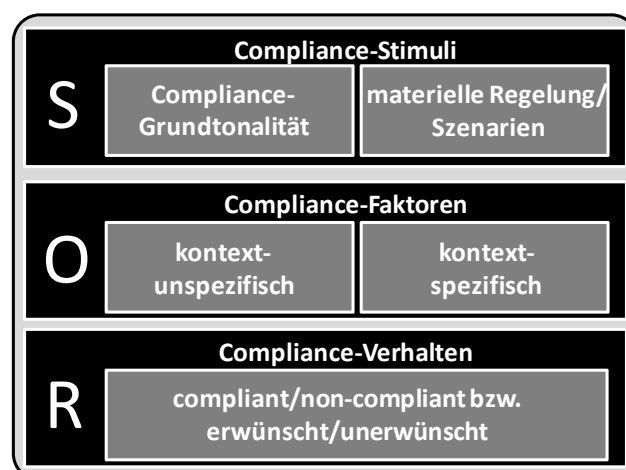 Compliance-Stimuli
S
Compliance-
Grundtonalität
materielle Regelung/
Szenarien
Compliance-Faktoren
O
kontext-
unspezifisch
kontext-
spezifisch
Compliance-Verhalten
R
compliant/non-compliant bzw.
erwünscht/unerwünscht